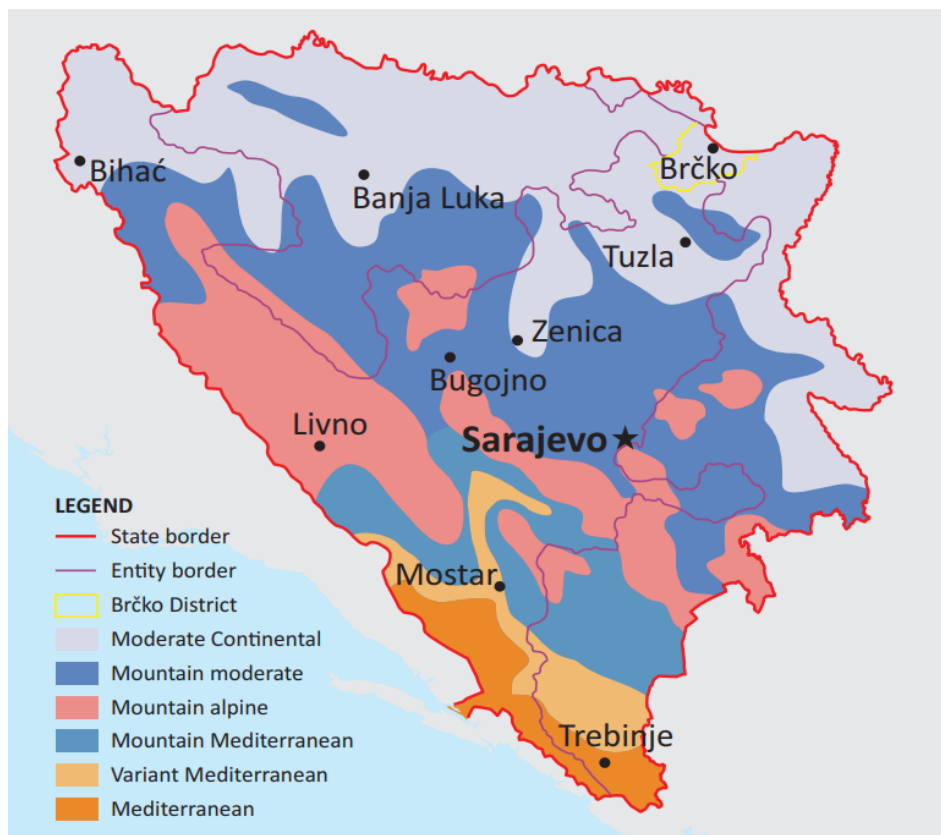 Bihać
Banja Luka
Brčko
Tuzla
Zenica
Bugojno
Livno
Sarajevo
Mostar
Trebinje
LEGEND
State border
Entity border
Brčko District
Moderate Continental
Mountain moderate
Mountain alpine
Mountain Mediterranean
Variant Mediterranean
Mediterranean